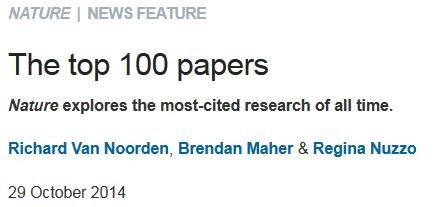 NATURE | NEWS FEATURE
The top 100 papers
Nature explores the most-cited research of all time.
Richard Van Noorden, Brendan Maher & Regina Nuzzo
29 October 2014